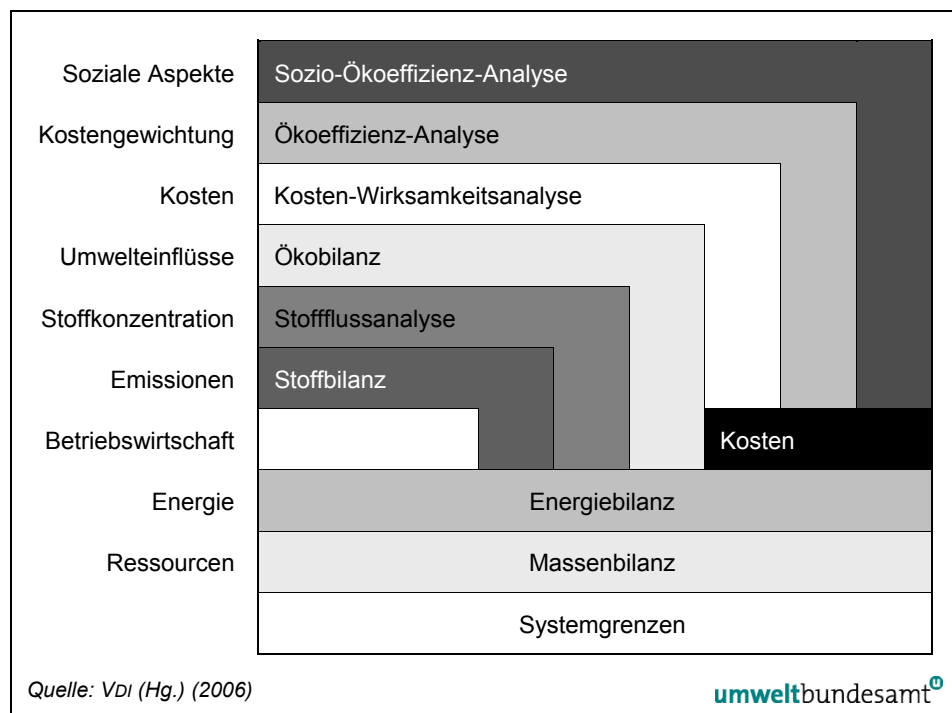 Soziale Aspekte Sozio-Ökoeffizienz-Analyse
Kostengewichtung Ökoeffizienz-Analyse
Kosten Kosten-Wirksamkeitsanalyse
Umwelteinflüsse Ökobilanz
Stoffkonzentration Stoffflussanalyse
Emissionen Stoffbilanz
Betriebswirtschaft Kosten
Energie Energiebilanz
Ressourcen Massenbilanz
Systemgrenzen
Quelle: VDI (Hg.) (2006)
umweltbundesamt u